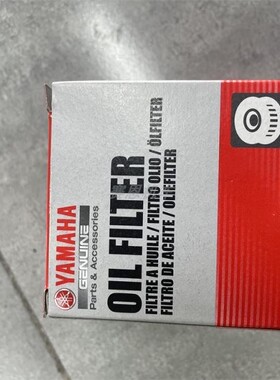 YAMAHA
GENUINE
Parts & Accessories
OIL FILTER
FILTRE A HUILE / FILTRO OLIO / ÖLFILTER
FILTRO DE ACEITE / OLIEFILTER